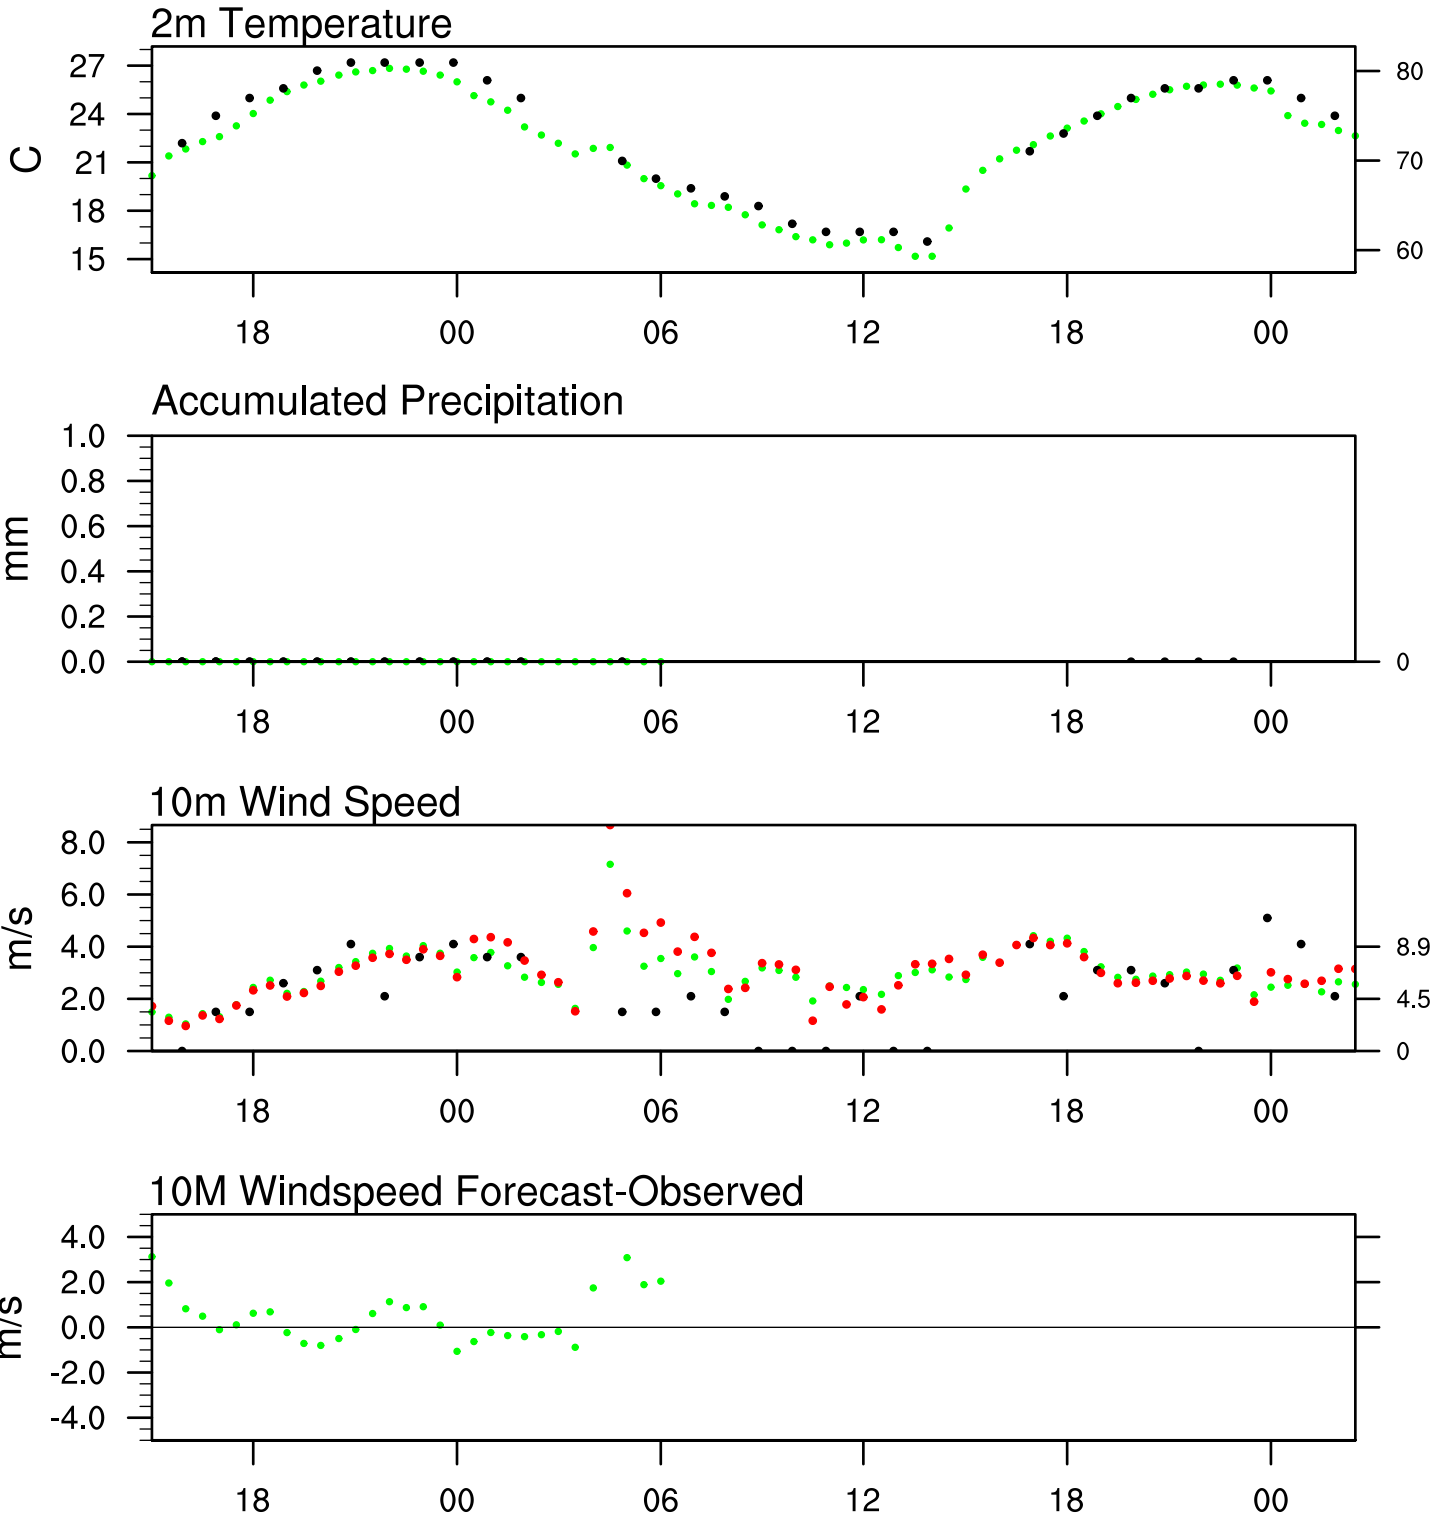 2m Temperature
27
24
21
18
15
C
80
70
60
18 00 06 12 18 00
Accumulated Precipitation
1.0
0.8
0.6
0.4
0.2
0.0
mm
0
18 00 06 12 18 00
10m Wind Speed
8.0
6.0
4.0
2.0
0.0
m/s
8.9
4.5
0
18 00 06 12 18 00
10M Windspeed Forecast-Observed
4.0
2.0
0.0
-2.0
-4.0
m/s
18 00 06 12 18 00